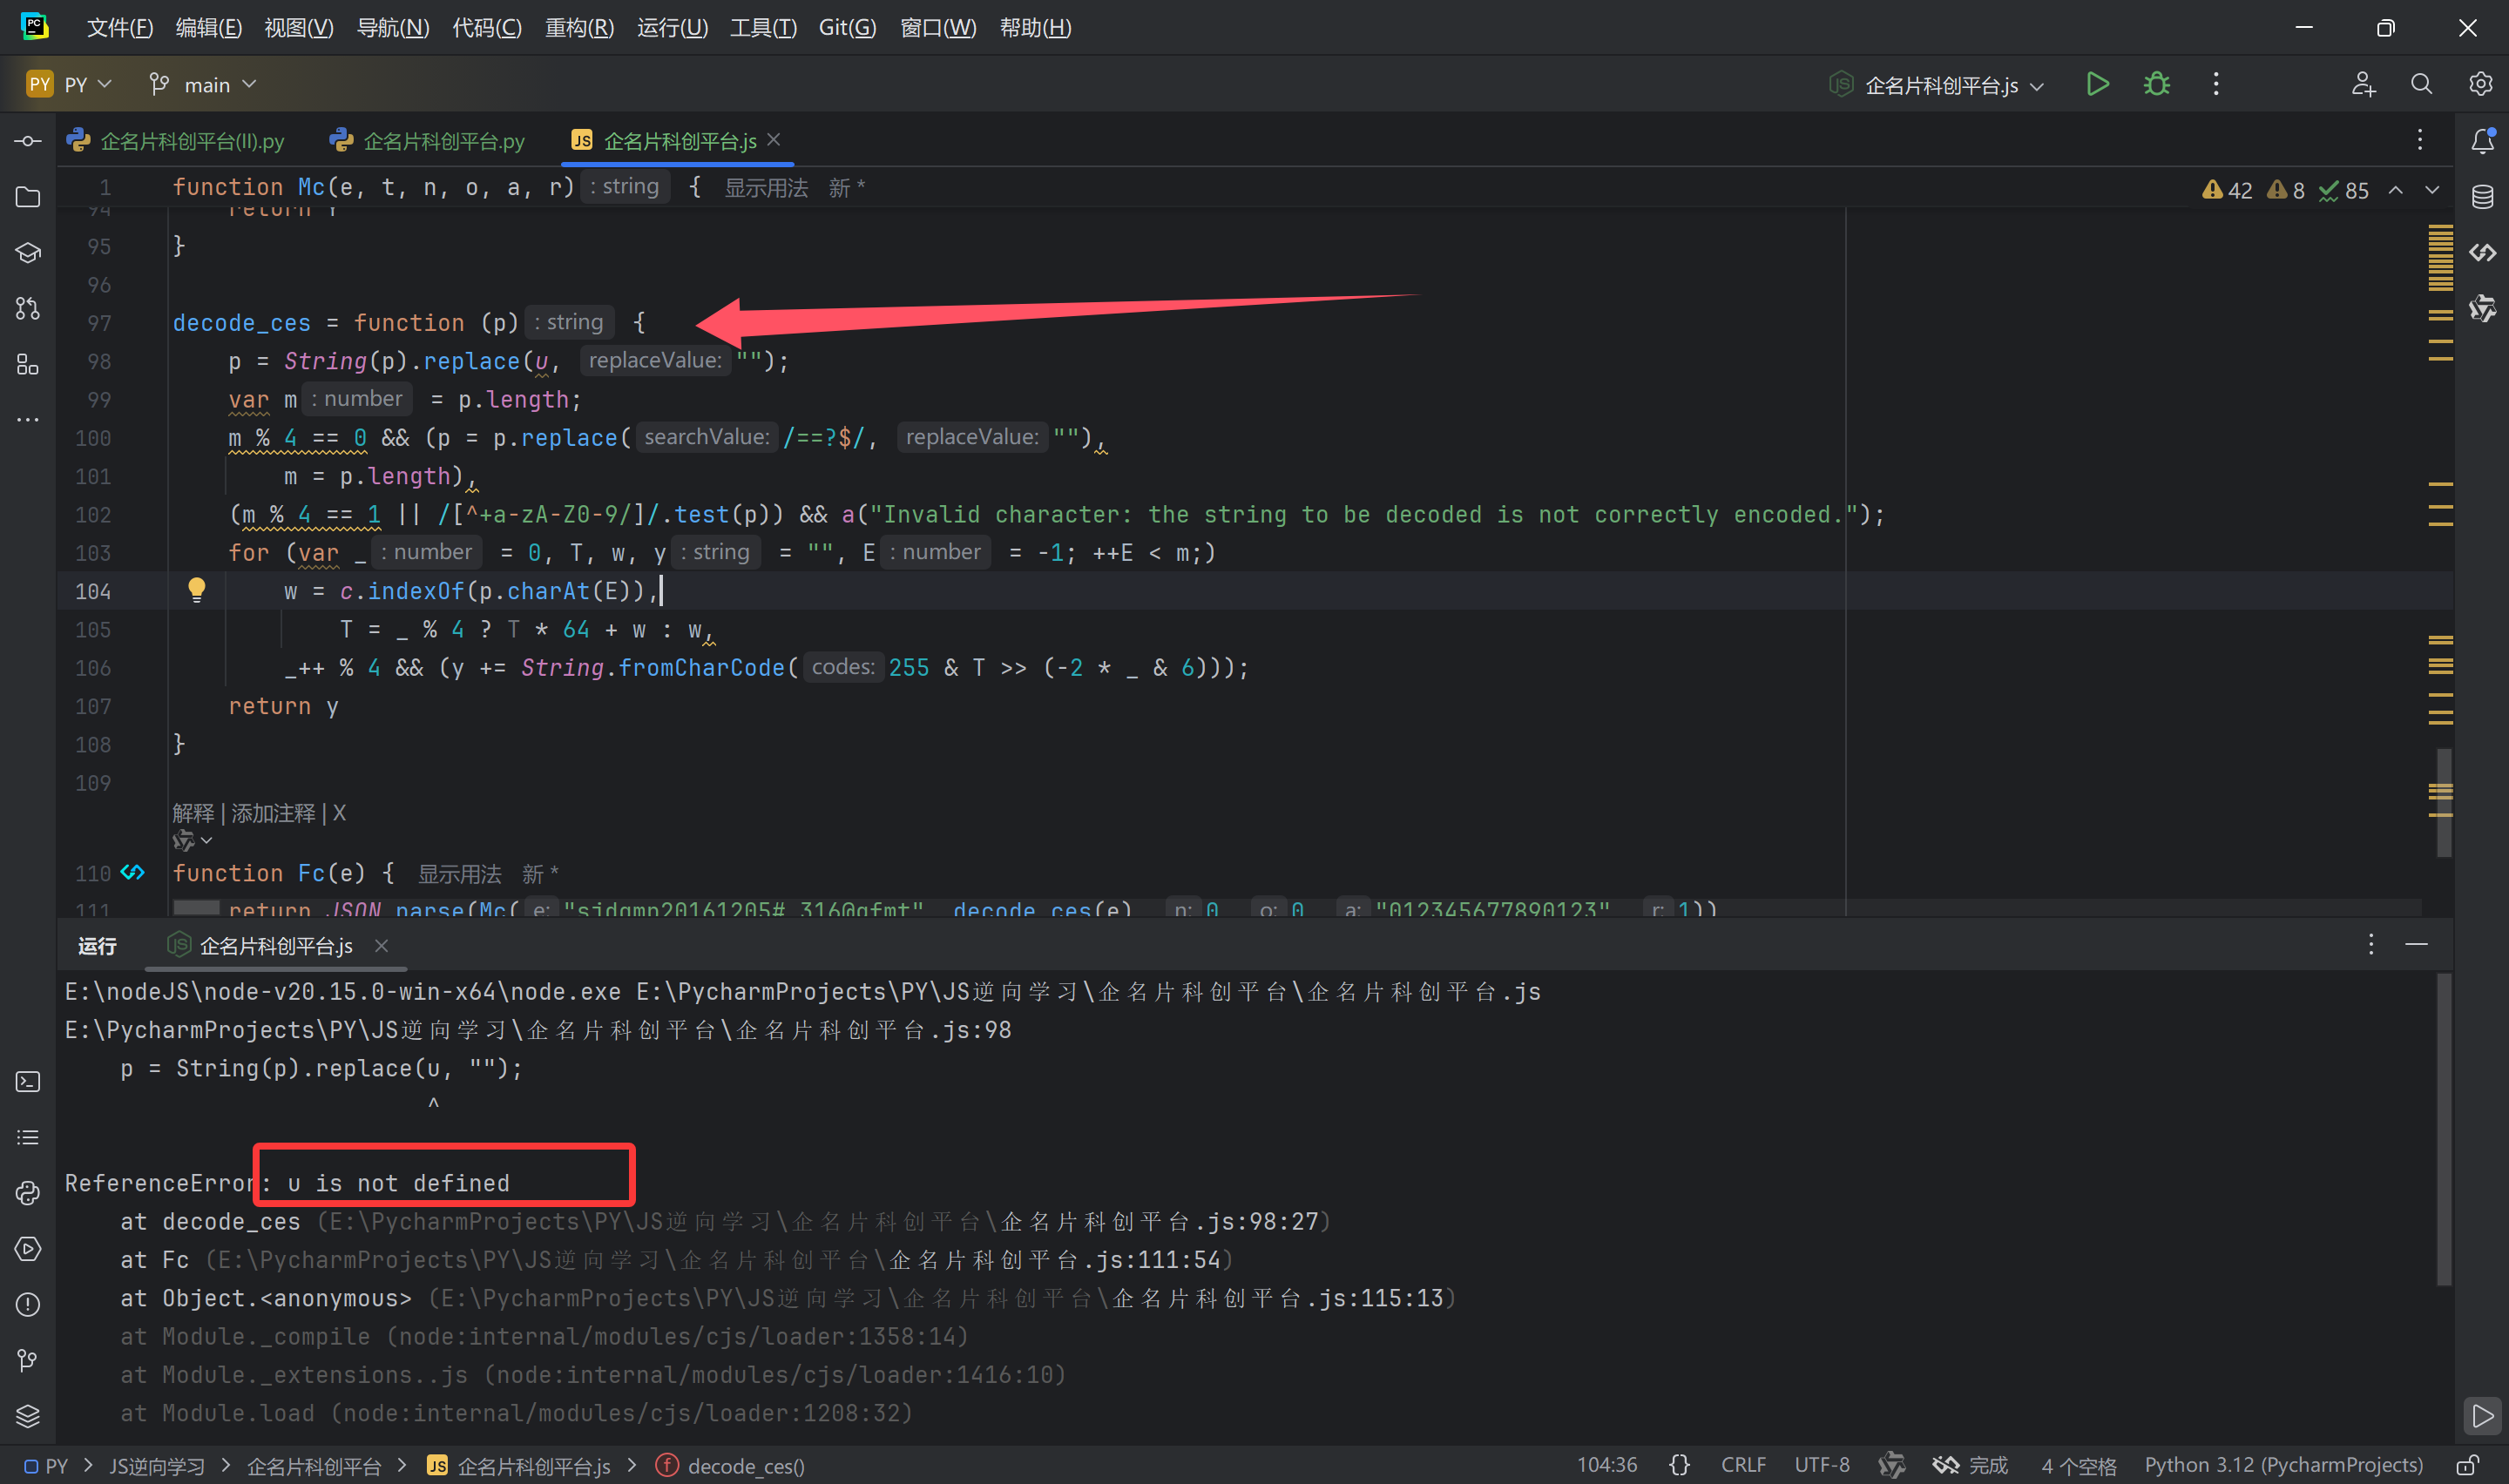 文件(F) 编辑(E) 视图(V) 导航(N) 代码(C) 重构(R) 运行(U) 工具(T) Git(G) 窗口(W) 帮助(H)
PY PY main 企名片科创平台.js
企名片科创平台(II).py 企名片科创平台.py JS 企名片科创平台.js
1 function Mc(e, t, n, o, a, r) : string { 显示用法 新 * 42 8 85
94 return Y
95 }
96
97 decode_ces = function (p) : string {
98 p = String(p).replace(u, replaceValue: "");
99 var m : number = p.length;
100 m % 4 == 0 && (p = p.replace( searchValue: /==?$/, replaceValue: ""),
101 m = p.length),
102 (m % 4 == 1 || /[^+a-zA-Z0-9/]/.test(p)) && a("Invalid character: the string to be decoded is not correctly encoded.");
103 for (var _ : number = 0, T, w, y : string = "", E : number = -1; ++E < m;)
104 w = c.indexOf(p.charAt(E)),
105 T = _ % 4 ? T * 64 + w : w,
106 _++ % 4 && (y += String.fromCharCode( codes: 255 & T >> (-2 * _ & 6)));
107 return y
108 }
109
解释 | 添加注释 | X
110 function Fc(e) { 显示用法 新 *
111 return JSON.parse(Mc( e: "sjdqmp20161205#_316@gfmt", decode_ces(e), n: 0, o: 0, a: "012345677890123", r: 1))
运行 企名片科创平台.js
E:\nodeJS\node-v20.15.0-win-x64\node.exe E:\PycharmProjects\PY\JS逆向学习\企名片科创平台\企名片科创平台.js
E:\PycharmProjects\PY\JS逆向学习\企名片科创平台\企名片科创平台.js:98
p = String(p).replace(u, "");
^
ReferenceError: u is not defined
at decode_ces (E:\PycharmProjects\PY\JS逆向学习\企名片科创平台\企名片科创平台.js:98:27)
at Fc (E:\PycharmProjects\PY\JS逆向学习\企名片科创平台\企名片科创平台.js:111:54)
at Object.<anonymous> (E:\PycharmProjects\PY\JS逆向学习\企名片科创平台\企名片科创平台.js:115:13)
at Module._compile (node:internal/modules/cjs/loader:1358:14)
at Module._extensions..js (node:internal/modules/cjs/loader:1416:10)
at Module.load (node:internal/modules/cjs/loader:1208:32)
PY > JS逆向学习 > 企名片科创平台 > JS 企名片科创平台.js > f decode_ces() 104:36 {} CRLF UTF-8 完成 4 个空格 Python 3.12 (PycharmProjects)